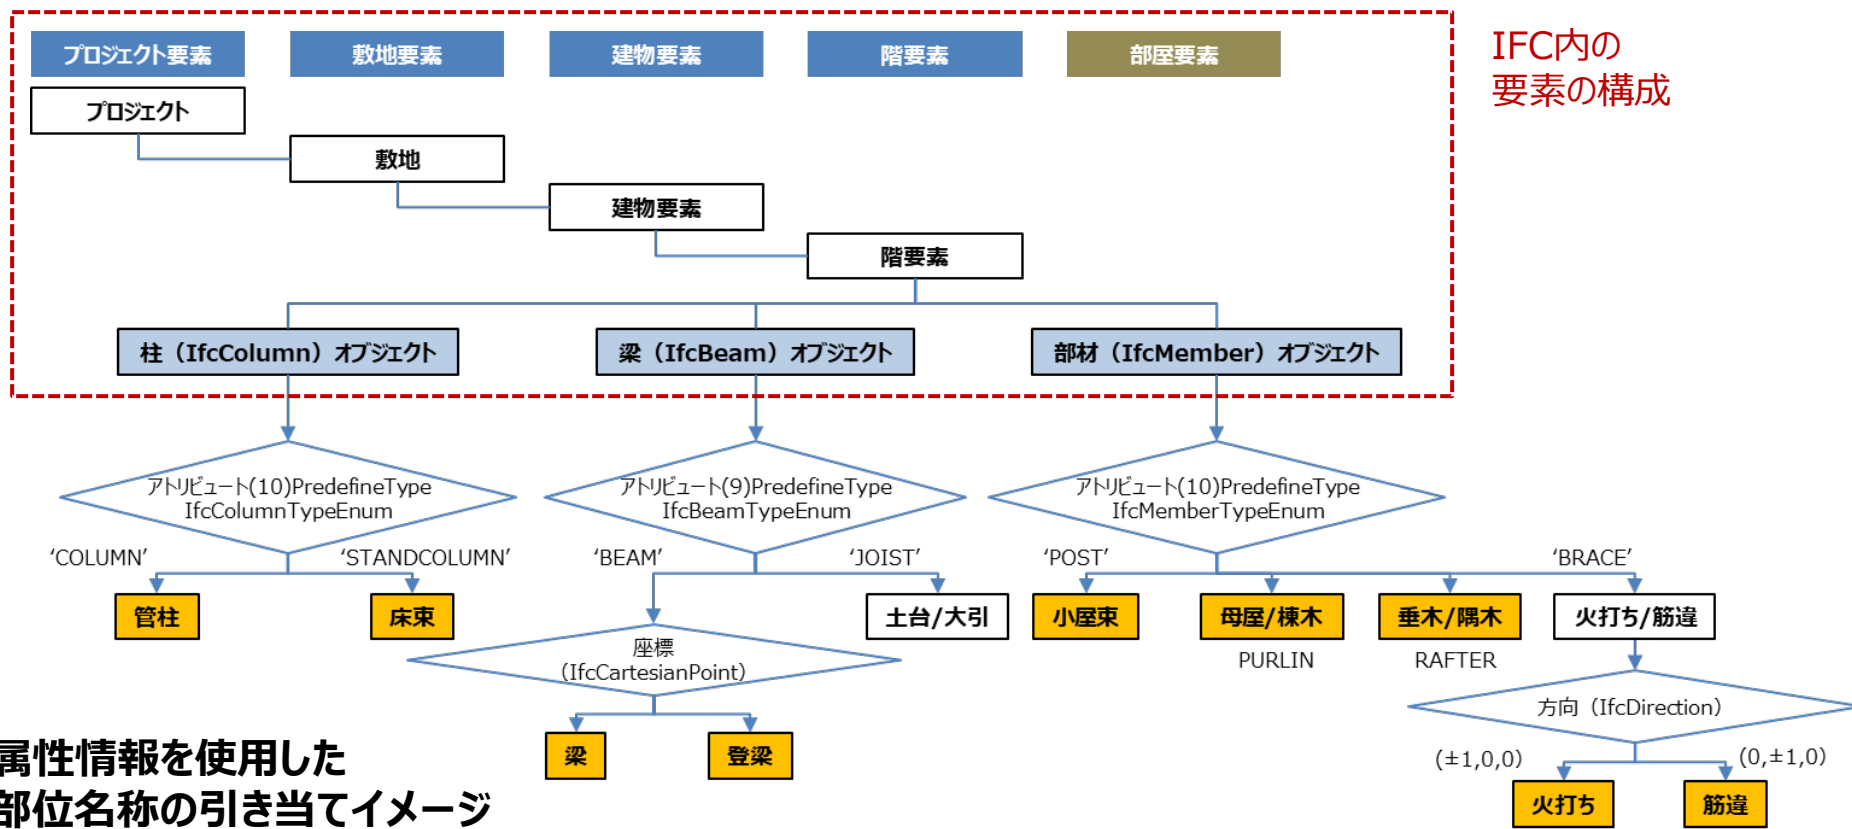 プロジェクト要素
敷地要素
建物要素
階要素
部屋要素
IFC内の
要素の構成
プロジェクト
敷地
建物要素
階要素
柱（IfcColumn）オブジェクト
梁（IfcBeam）オブジェクト
部材（IfcMember）オブジェクト
アトリビュート(10)PredefineType
IfcColumnTypeEnum
アトリビュート(9)PredefineType
IfcBeamTypeEnum
アトリビュート(10)PredefineType
IfcMemberTypeEnum
‘COLUMN’
‘STANDCOLUMN’
‘BEAM’
‘JOIST’
‘POST’
‘BRACE’
管柱
床束
土台/大引
小屋束
母屋/棟木
垂木/隅木
火打ち/筋違
PURLIN
RAFTER
座標
（IfcCartesianPoint）
方向（IfcDirection）
梁
登梁
(±1,0,0)
(0,±1,0)
火打ち
筋違
属性情報を使用した
部位名称の引き当てイメージ